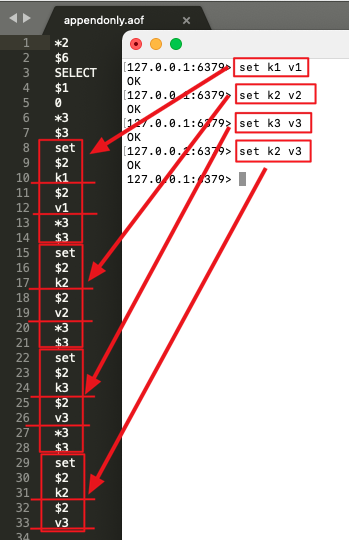 appendonly.aof
1 *2
2 $6
3 SELECT
4 $1
5 0
6 *3
7 $3
8 set
9 $2
10 k1
11 $2
12 v1
13 *3
14 $3
15 set
16 $2
17 k2
18 $2
19 v2
20 *3
21 $3
22 set
23 $2
24 k3
25 $2
26 v3
27 *3
28 $3
29 set
30 $2
31 k2
32 $2
33 v3
34
[127.0.0.1:6379> set k1 v1
OK
[127.0.0.1:6379> set k2 v2
OK
[127.0.0.1:6379> set k3 v3
OK
[127.0.0.1:6379> set k2 v3
OK
127.0.0.1:6379>